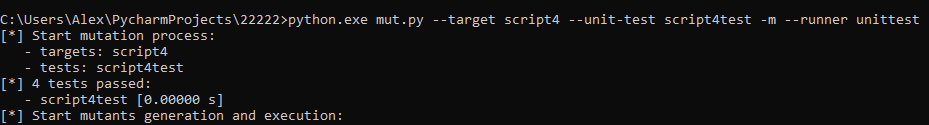 C:\Users\Alex\PycharmProjects\22222>python.exe mut.py --target script4 --unit-test script4test -m --runner unittest
[*] Start mutation process:
   - targets: script4
   - tests: script4test
[*] 4 tests passed:
   - script4test [0.00000 s]
[*] Start mutants generation and execution: